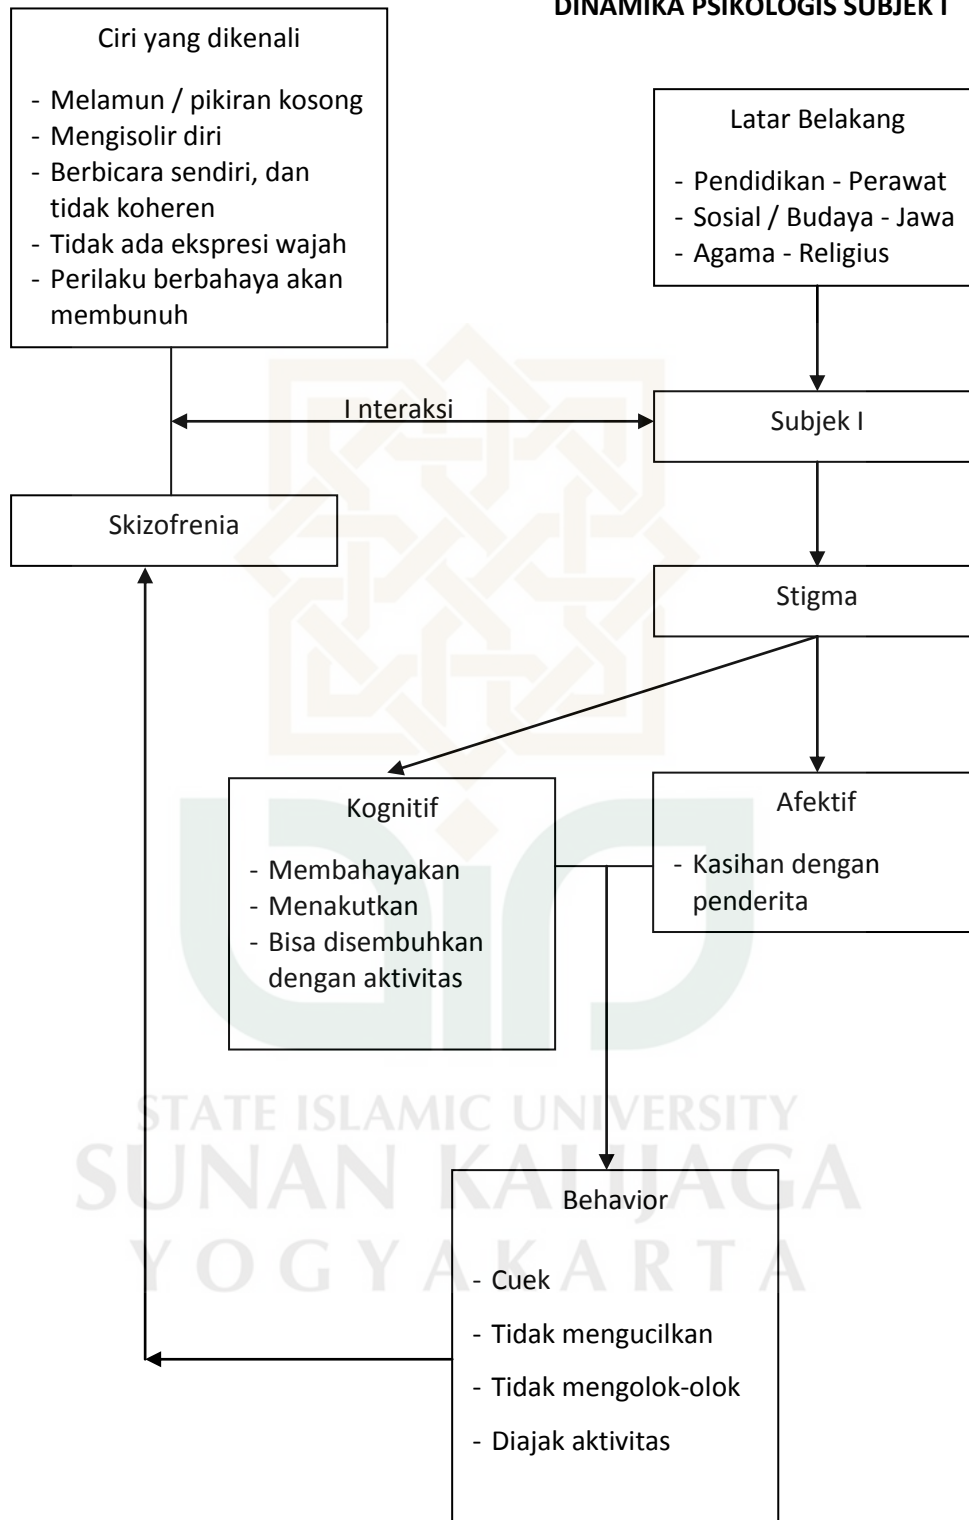 DINAMIKA PSIKOLOGIS SUBJEK I
Ciri yang dikenali
- Melamun / pikiran kosong
- Mengisolir diri
- Berbicara sendiri, dan
tidak koheren
- Tidak ada ekspresi wajah
- Perilaku berbahaya akan
membunuh
Latar Belakang
- Pendidikan - Perawat
- Sosial / Budaya - Jawa
- Agama - Religius
I nteraksi
Subjek I
Skizofrenia
Stigma
Kognitif
- Membahayakan
- Menakutkan
- Bisa disembuhkan
dengan aktivitas
Afektif
- Kasihan dengan
penderita
Behavior
- Cuek
- Tidak mengucilkan
- Tidak mengolok-olok
- Diajak aktivitas
STATE ISLAMIC UNIVERSITY
SUNAN KALIJAGA
YOGYAKARTA